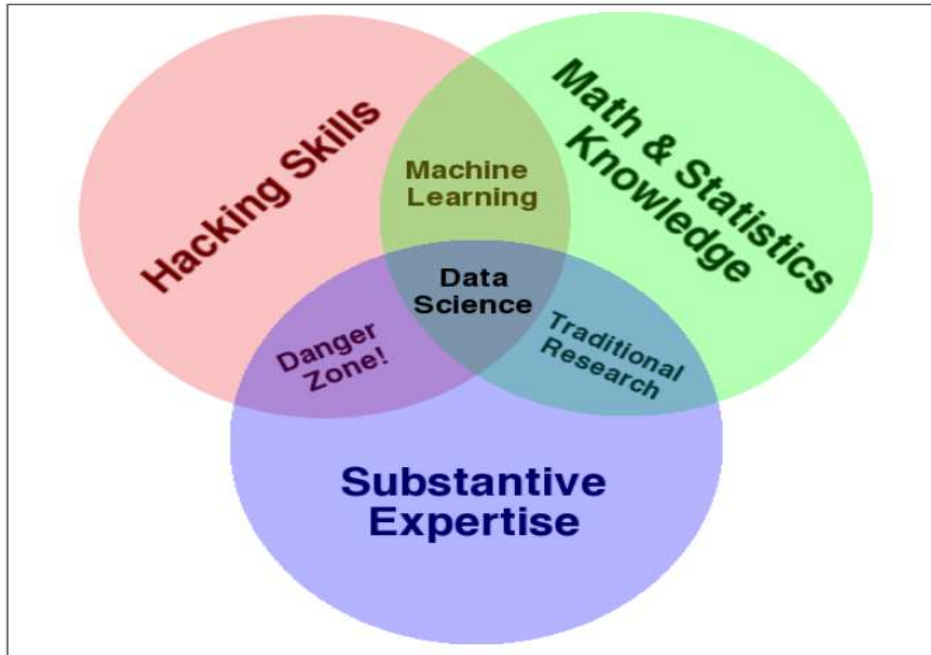 Hacking Skills
Math & Statistics
Knowledge
Machine
Learning
Data
Science
Danger
Zone!
Traditional
Research
Substantive
Expertise